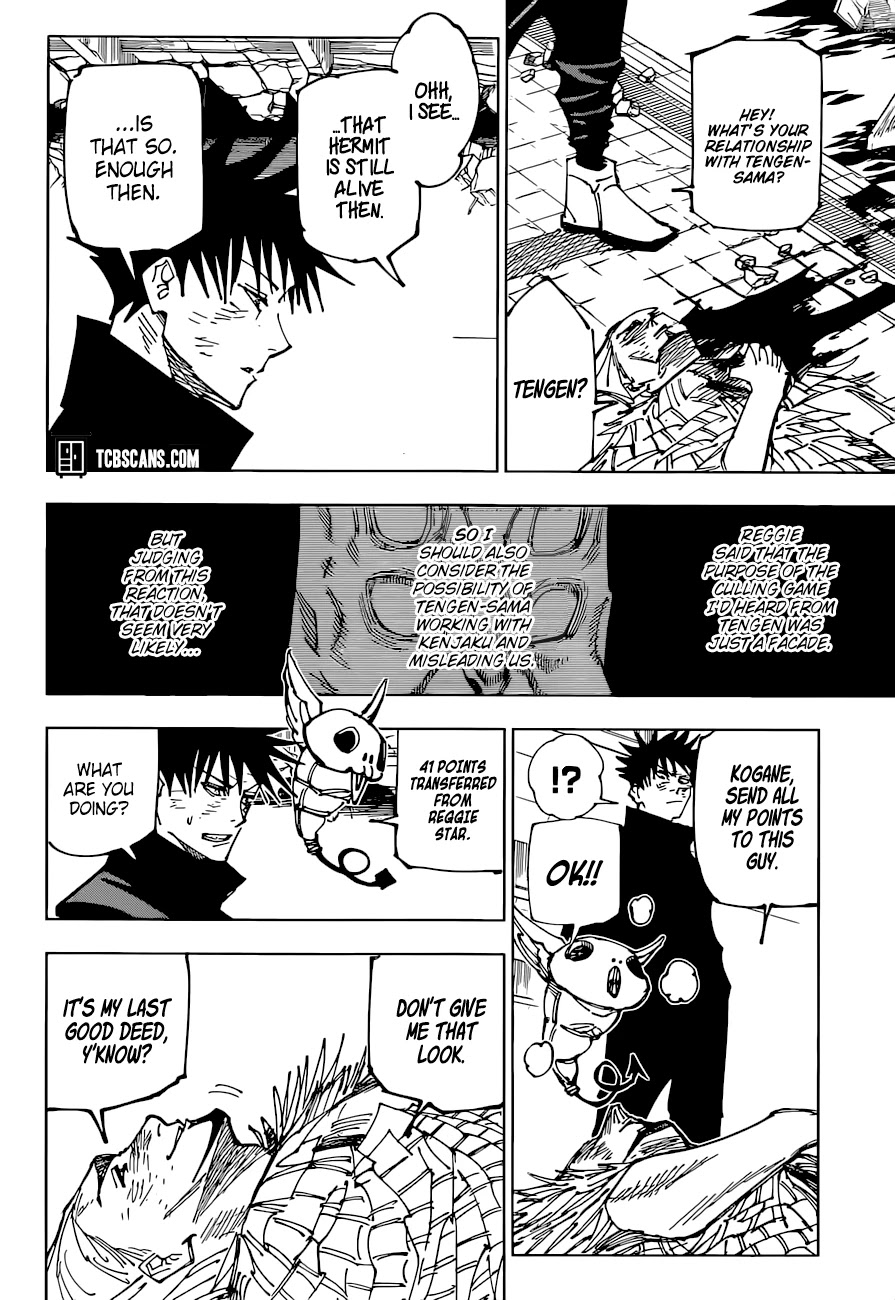 HEY!
WHAT'S YOUR
RELATIONSHIP
WITH TENGEN-
SAMA?
TENGEN?
OHH,
I SEE...
...THAT
HERMIT
IS STILL
ALIVE
THEN.
...IS
THAT SO.
ENOUGH
THEN.
TCBSCANS.COM
REGGIE
SAID THAT THE
PURPOSE OF THE
CULLING GAME
I'D HEARD FROM
TENGEN WAS
JUST A FACADE.
SO I
SHOULD ALSO
CONSIDER THE
POSSIBILITY OF
TENGEN-SAMA
WORKING WITH
KENJAKU AND
MISLEADING US.
BUT
JUDGING
FROM THIS
REACTION,
THAT DOESN'T
SEEM VERY
LIKELY...
KOGANE,
SEND ALL
MY POINTS
TO THIS
GUY.
!?
OK!!
41 POINTS
TRANSFERRED
FROM
REGGIE
STAR.
WHAT
ARE YOU
DOING?
DON'T GIVE
ME THAT
LOOK.
IT'S MY LAST
GOOD DEED,
Y'KNOW?